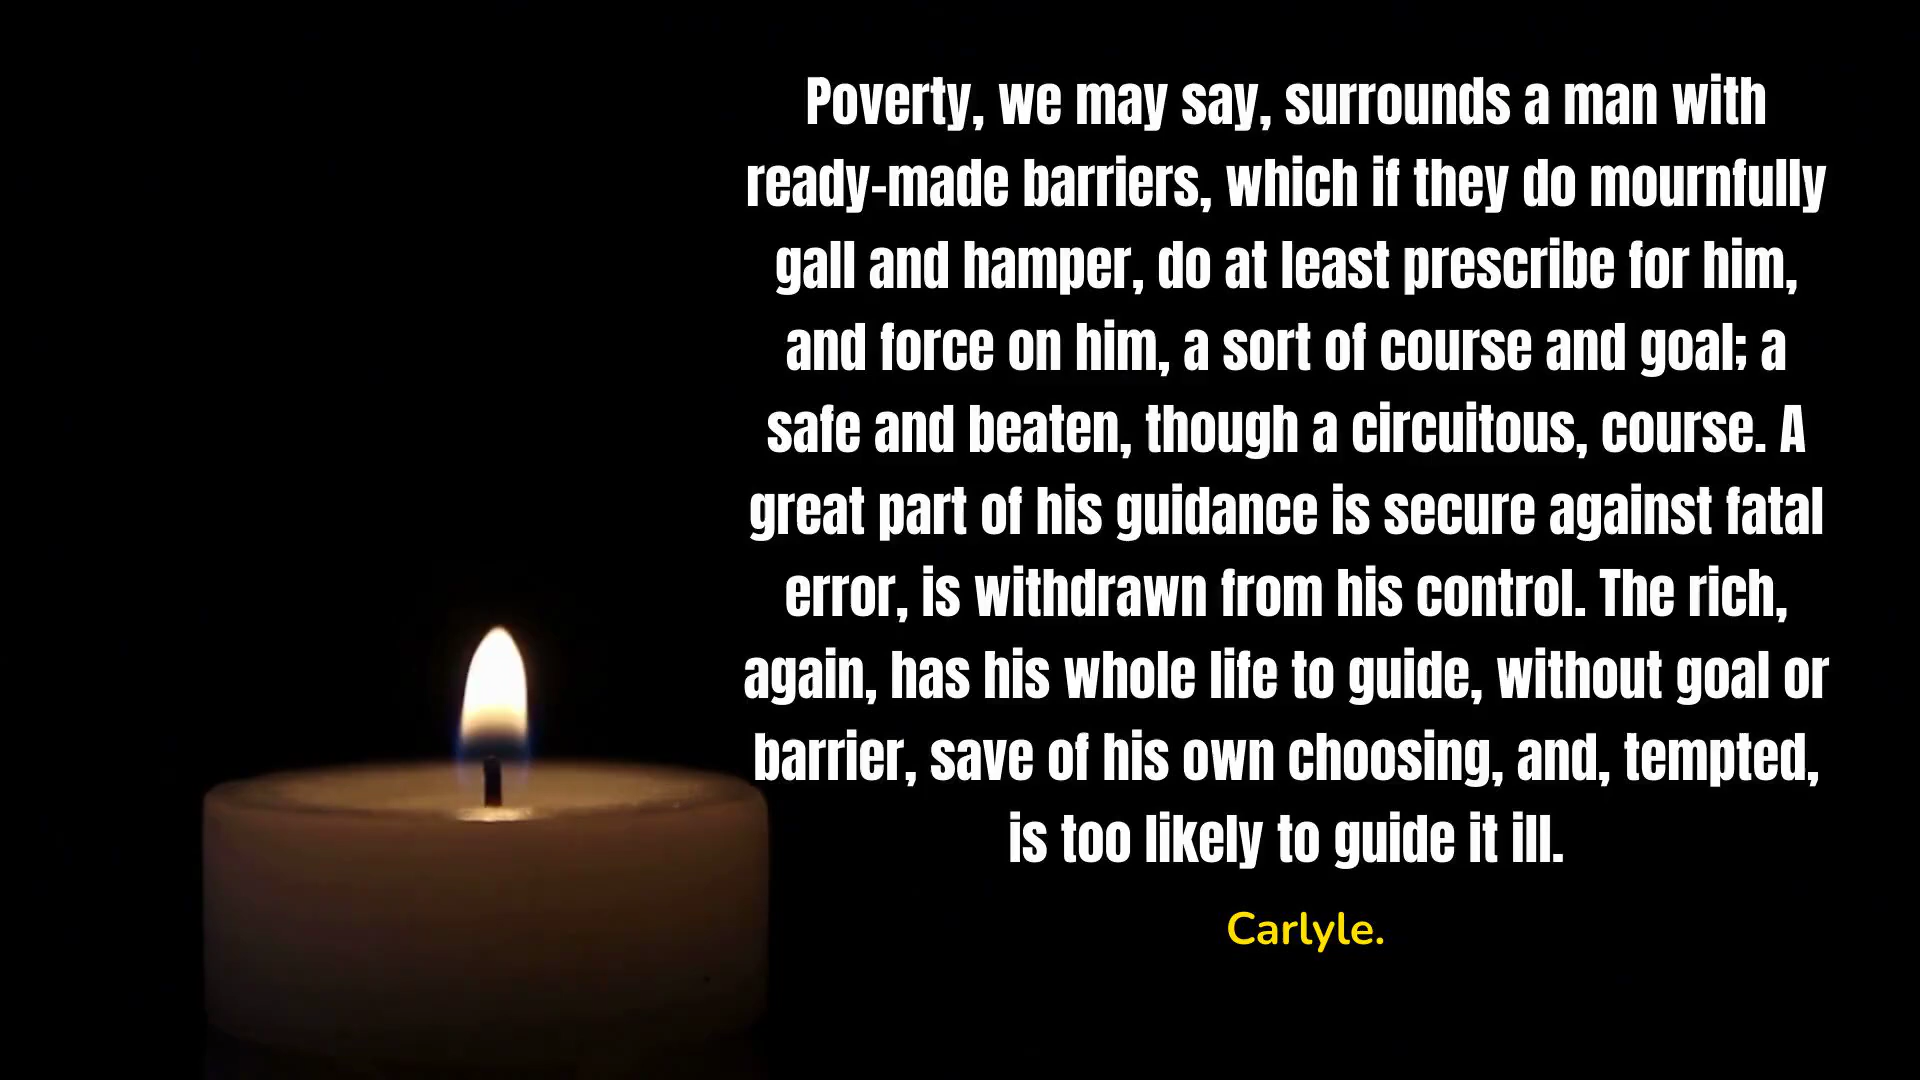 Poverty, we may say, surrounds a man with
ready-made barriers, which if they do mournfully
gall and hamper, do at least prescribe for him,
and force on him, a sort of course and goal; a
safe and beaten, though a circuitous, course. A
great part of his guidance is secure against fatal
error, is withdrawn from his control. The rich,
again, has his whole life to guide, without goal or
barrier, save of his own choosing, and, tempted,
is too likely to guide it ill.
Carlyle.